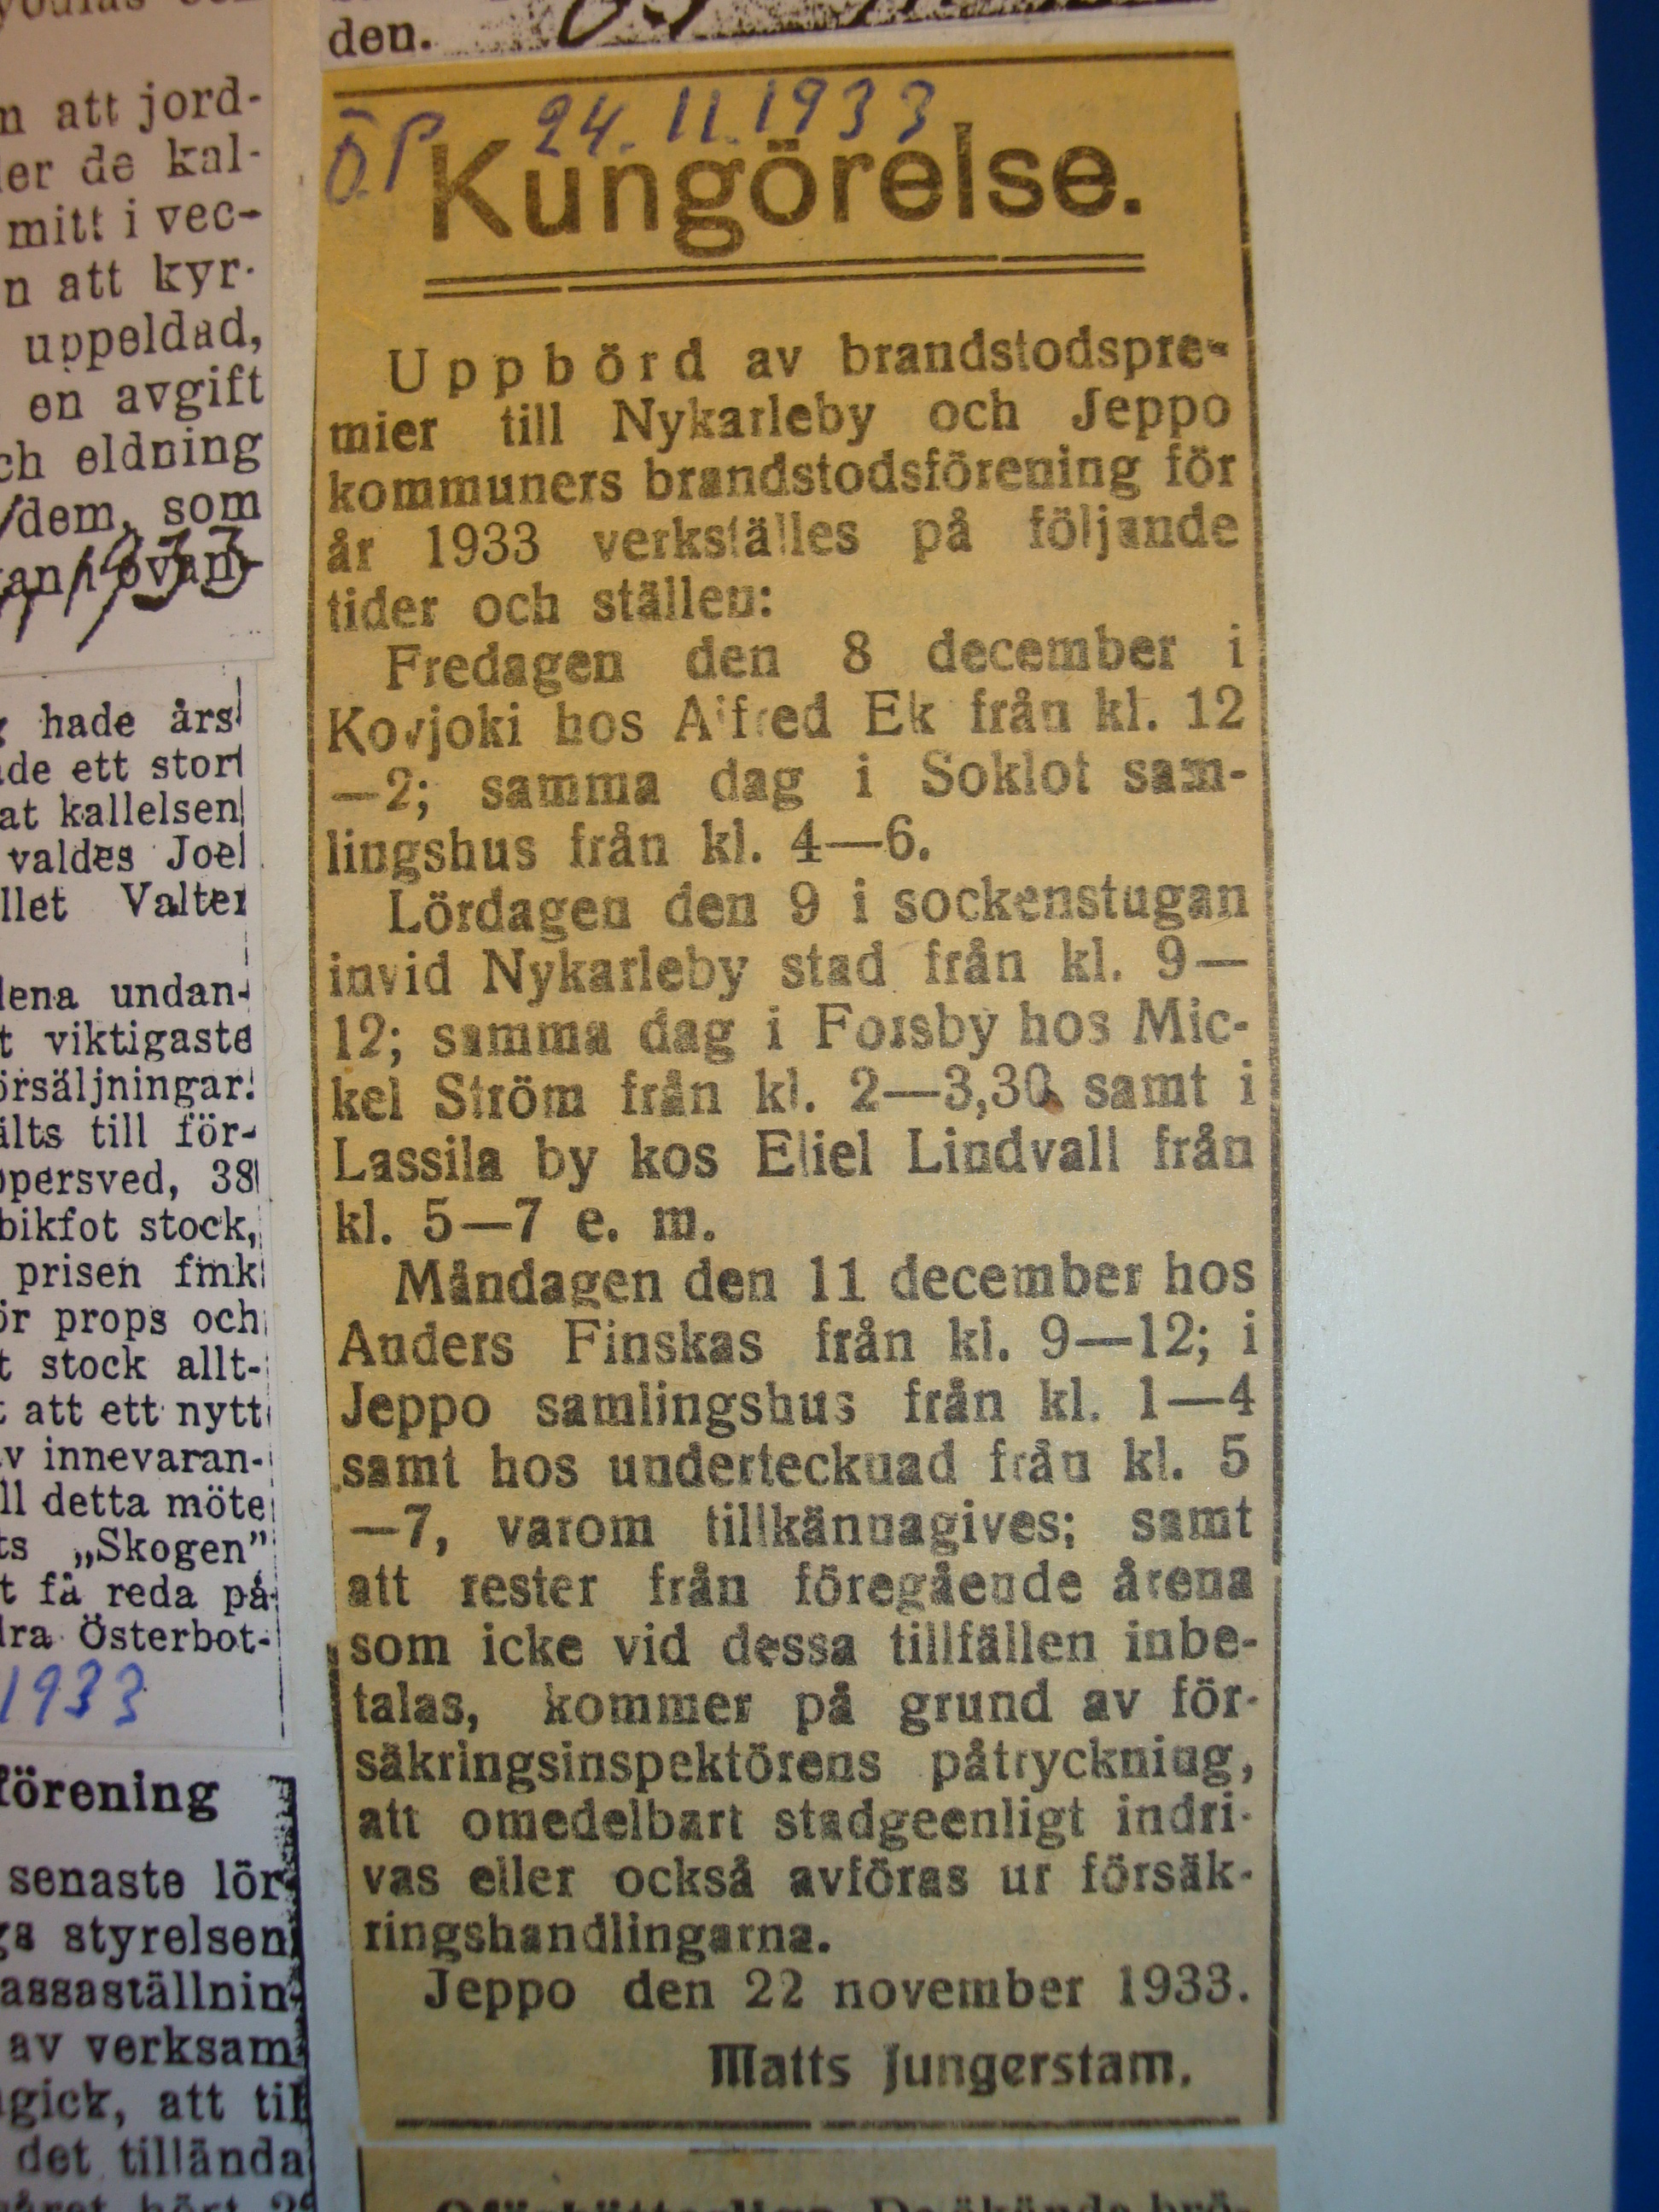 den.
n att jord-
ler de kal-
mitt i vec-
n att kyr-
uppeldad,
en avgift
ch eldning
dem, som
1933
hade års
de ett stort
at kallelsen
valdes Joel
llet Valter
lena undan-
t viktigaste
örsäljningar.
älts till för-
persved, 38
bikfot stock,
prisen fmk
ör props och
t stock allt-
att ett nytt
v innevaran-
ll detta möte
ts „Skogen”
t få reda på
dra Österbot-
1933
förening
senaste lör
ga styrelsen
assaställnin
av verksam
gick, att til
det tillända
ÖP 24.11.1933
Kungörelse.
Uppbörd av brandstodspre-
mier till Nykarleby och Jeppo
kommuners brandstodsförening för
år 1933 verkställes på följande
tider och ställen:
Fredagen den 8 december i
Kovjoki hos Alfred Ek från kl. 12
—2; samma dag i Soklot sam-
lingshus från kl. 4—6.
Lördagen den 9 i sockenstugan
invid Nykarleby stad från kl. 9—
12; samma dag i Forsby hos Mic-
kel Ström från kl. 2—3,30 samt i
Lassila by kos Eliel Lindvall från
kl. 5—7 e. m.
Måndagen den 11 december hos
Anders Finskas från kl. 9—12; i
Jeppo samlingshus från kl. 1—4
samt hos undertecknad från kl. 5
—7, varom tillkännagives; samt
att rester från föregående årena
som icke vid dessa tillfällen inbe-
talas, kommer på grund av för-
säkringsinspektörens påtryckning,
att omedelbart stadgeenligt indri-
vas eller också avföras ur försäk-
ringshandlingarna.
Jeppo den 22 november 1933.
Matts Jungerstam.